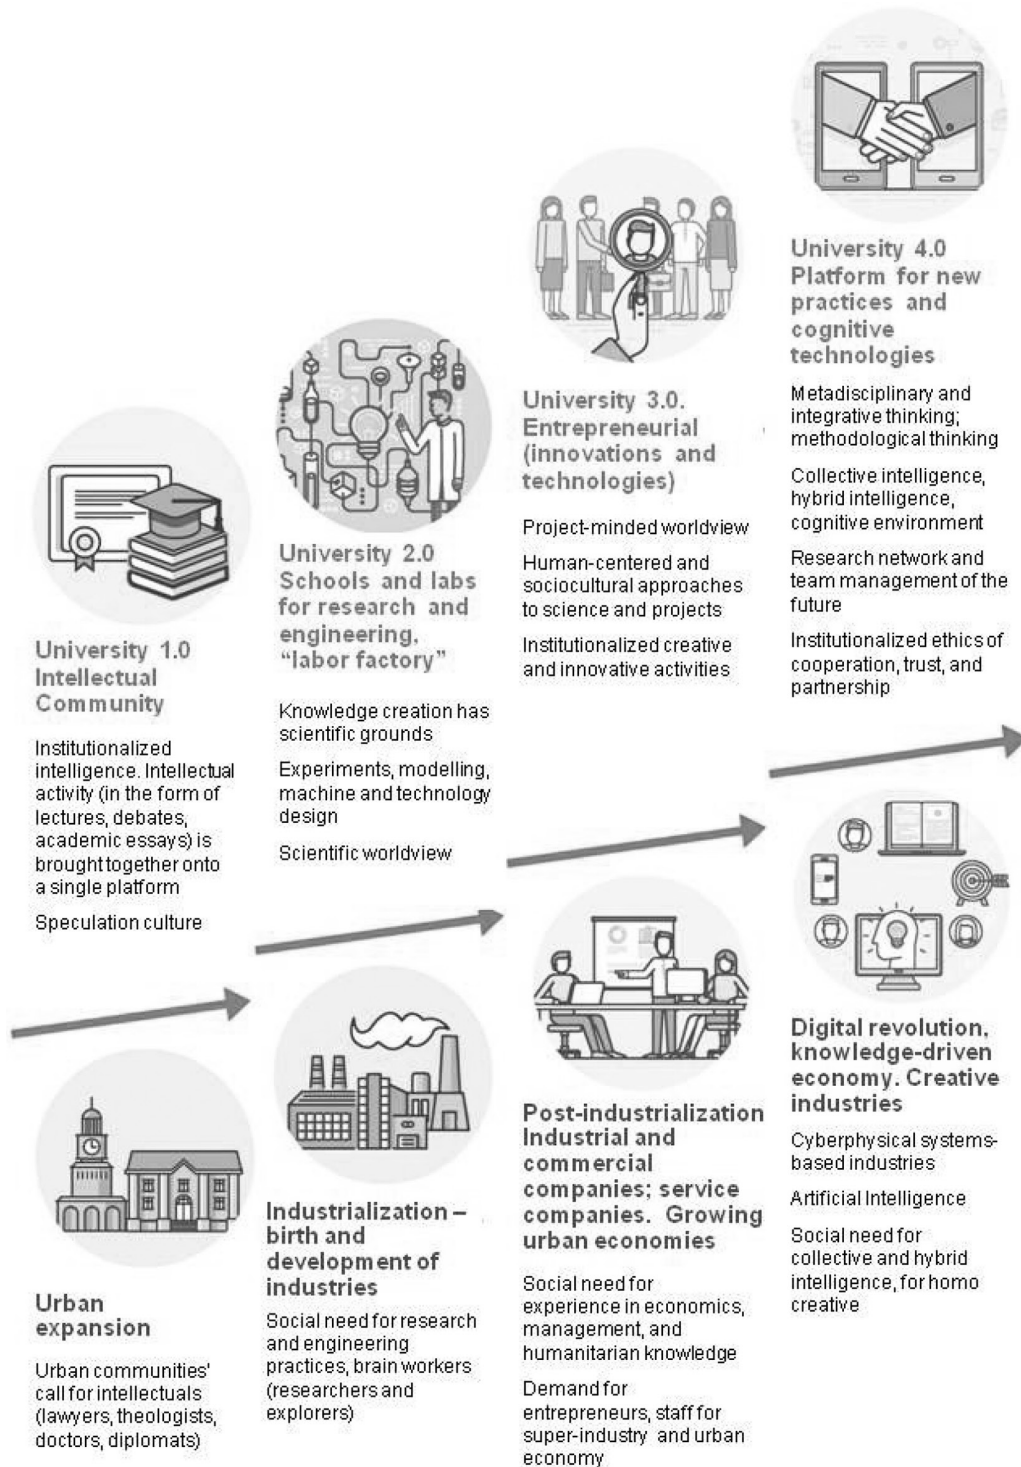 University 1.0
Intellectual
Community
Institutionalized
intelligence. Intellectual
activity (in the form of
lectures, debates,
academic essays) is
brought together onto
a single platform
Speculation culture
University 2.0
Schools and labs
for research and
engineering,
“labor factory”
Knowledge creation has
scientific grounds
Experiments, modelling,
machine and technology
design
Scientific worldview
University 3.0.
Entrepreneurial
(innovations and
technologies)
Project-minded worldview
Human-centered and
sociocultural approaches
to science and projects
Institutionalized creative
and innovative activities
University 4.0
Platform for new
practices and
cognitive
technologies
Metadisciplinary and
integrative thinking;
methodological thinking
Collective intelligence,
hybrid intelligence,
cognitive environment
Research network and
team management of the
future
Institutionalized ethics of
cooperation, trust, and
partnership
Urban
expansion
Urban communities'
call for intellectuals
(lawyers, theologists,
doctors, diplomats)
Industrialization –
birth and
development of
industries
Social need for research
and engineering
practices, brain workers
(researchers and
explorers)
Post-industrialization
Industrial and
commercial
companies; service
companies. Growing
urban economies
Social need for
experience in economics,
management, and
humanitarian knowledge
Demand for
entrepreneurs, staff for
super-industry and urban
economy
Digital revolution,
knowledge-driven
economy. Creative
industries
Cyberphysical systems-
based industries
Artificial Intelligence
Social need for
collective and hybrid
intelligence, for homo
creative